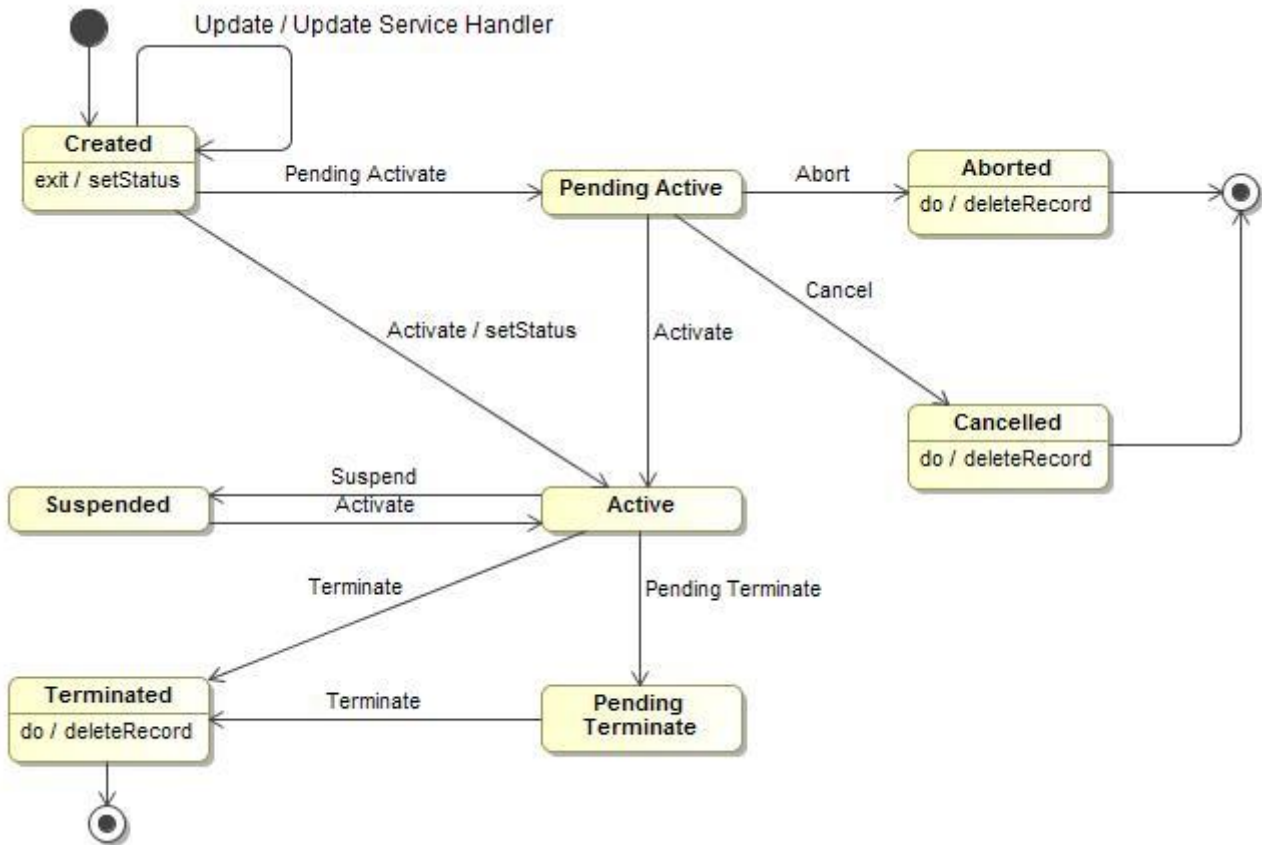 Update / Update Service Handler
Created
exit / setStatus
Pending Activate
Pending Active
Abort
Aborted
do / deleteRecord
Cancel
Activate / setStatus
Activate
Cancelled
do / deleteRecord
Suspend
Suspended
Activate
Active
Terminate
Pending Terminate
Terminated
do / deleteRecord
Terminate
Pending
Terminate